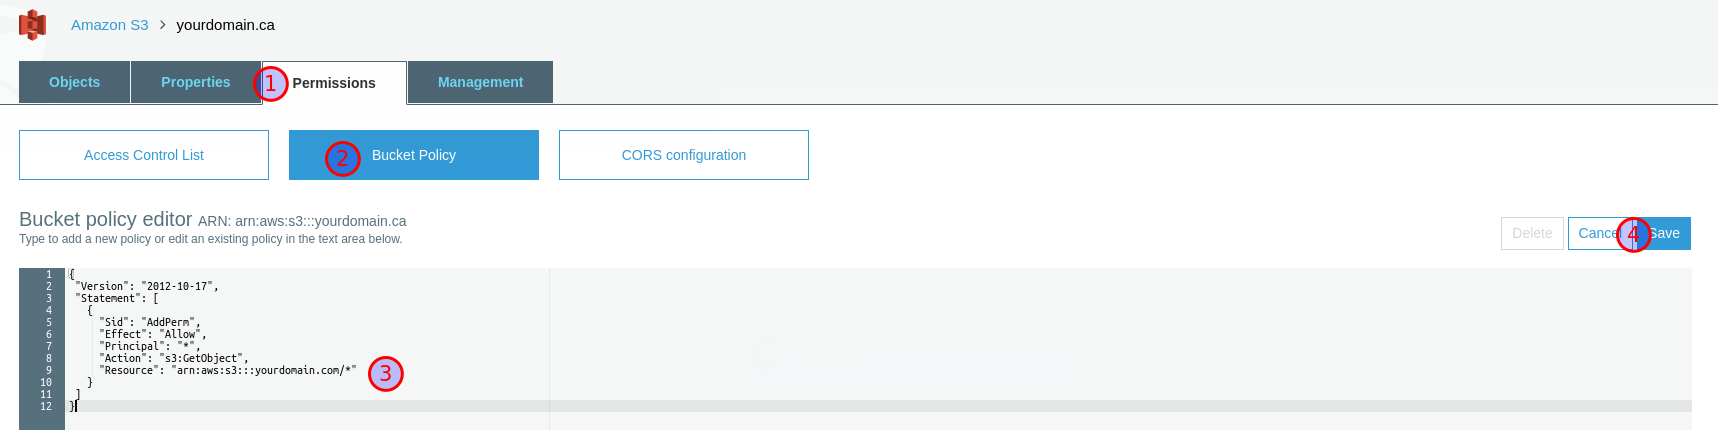 Amazon S3 > yourdomain.ca
Objects Properties 1 Permissions Management
Access Control List 2 Bucket Policy CORS configuration
Bucket policy editor ARN: arn:aws:s3:::yourdomain.ca
Type to add a new policy or edit an existing policy in the text area below.
Delete Cancel 4 Save
1 {
2 "Version": "2012-10-17",
3 "Statement": [
4 {
5 "Sid": "AddPerm",
6 "Effect": "Allow",
7 "Principal": "*",
8 "Action": "s3:GetObject",
9 "Resource": "arn:aws:s3:::yourdomain.com/*" 3
10 }
11 ]
12 }